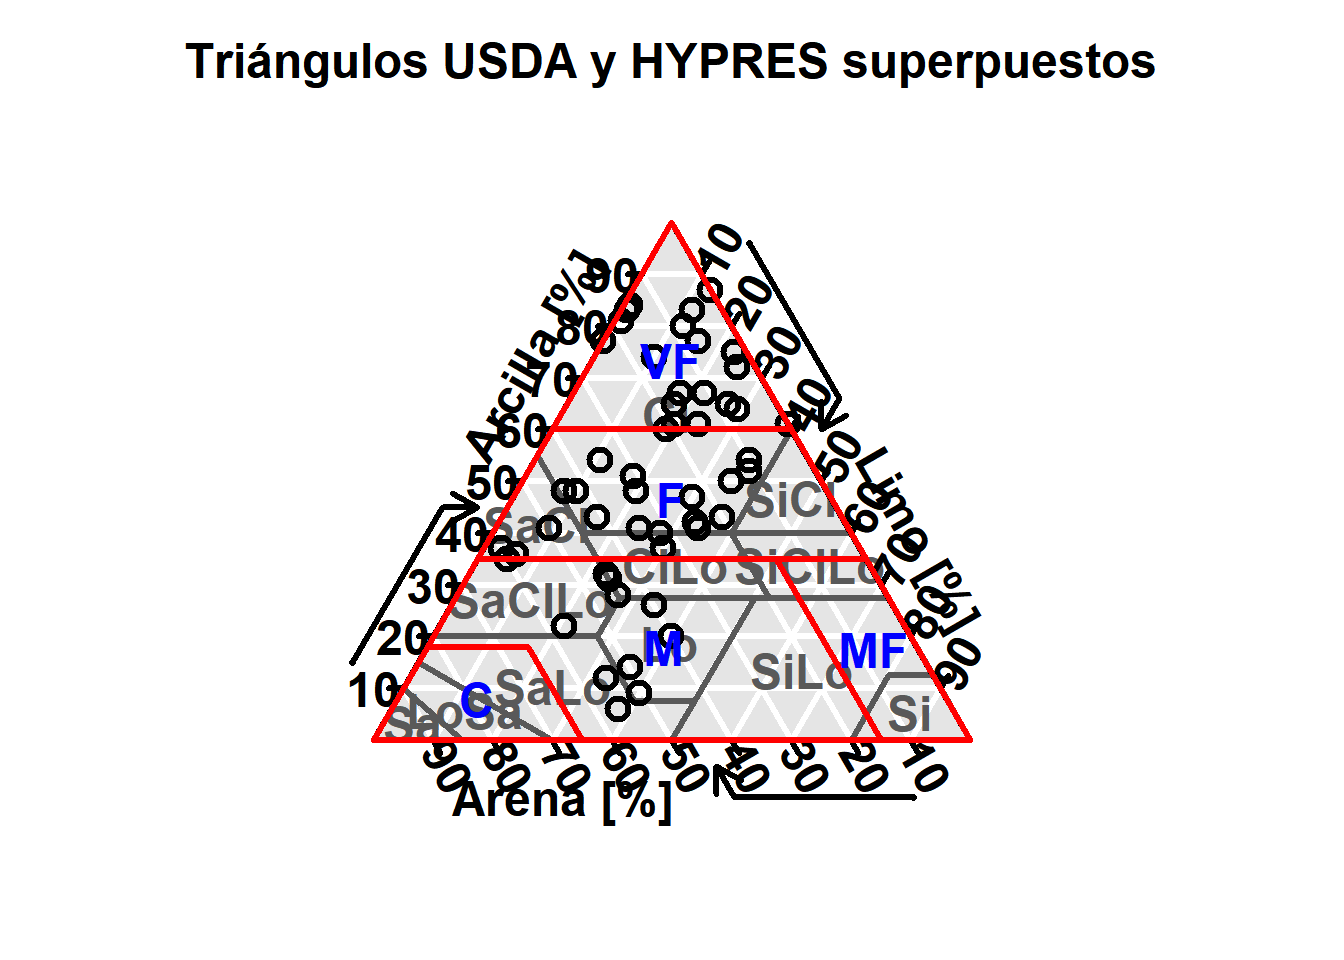 Triángulos USDA y HYPRES superpuestos
Arcilla [%]
90
80
70
60
50
40
30
20
10
10
20
30
40
50
60
70
80
90
Limo [%]
VF
Cl
F
SiCl
SaCl
ClLo
SiClLo
SaClLo
Lo
M
MF
SiLo
SaLo
C
LoSa
Sa
Si
90
80
70
60
50
40
30
20
10
Arena [%]